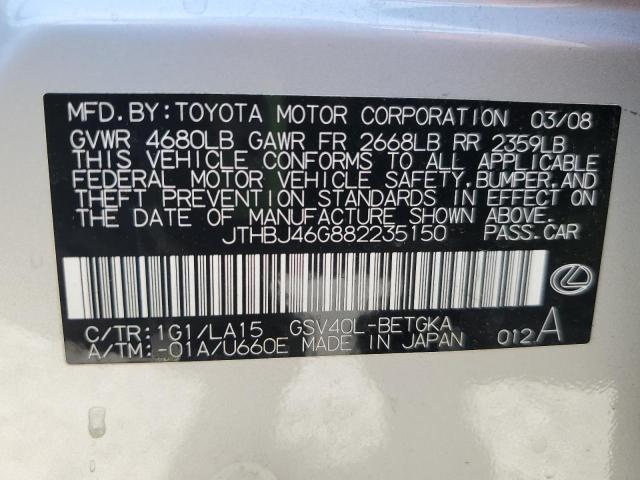 MFD.BY:TOYOTA MOTOR CORPORATION 03/08
GVWR 4680LB GAWR FR 2668LB RR 2359LB
THIS VEHICLE CONFORMS TO ALL APPLICABLE
FEDERAL MOTOR VEHICLE SAFETY,BUMPER,AND
THEFT PREVENTION STANDARDS IN EFFECT ON
THE DATE OF MANUFACTURE SHOWN ABOVE.
JTHBJ46G882235150 PASS.CAR
C/TR:1G1/LA15 GSV40L-BETGKA
A/TM:-01A/U660E MADE IN JAPAN 012A